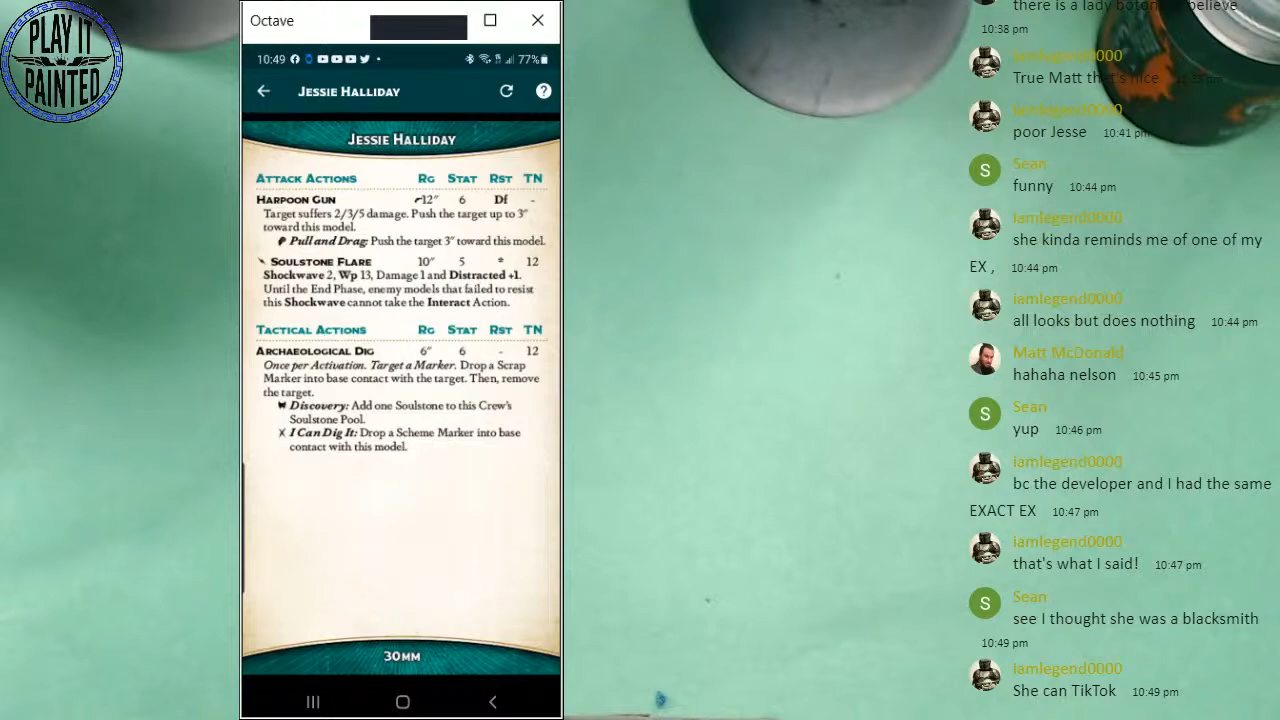 PLAY IT
PAINTED
Octave
10:49
77%
JESSIE HALLIDAY
JESSIE HALLIDAY
ATTACK ACTIONS RG STAT RST TN
HARPOON GUN 12" 6 Df -
Target suffers 2/3/5 damage. Push the target up to 3"
toward this model.
Pull and Drag: Push the target 3" toward this model.
SOULSTONE FLARE 10" 5 * 12
Shockwave 2, Wp 13, Damage 1 and Distracted +1.
Until the End Phase, enemy models that failed to resist
this Shockwave cannot take the Interact Action.
TACTICAL ACTIONS RG STAT RST TN
ARCHAEOLOGICAL DIG 6" 6 - 12
Once per Activation. Target a Marker. Drop a Scrap
Marker into base contact with the target. Then, remove
the target.
Discovery: Add one Soulstone to this Crew's
Soulstone Pool.
I Can Dig It: Drop a Scheme Marker into base
contact with this model.
30MM
there is a lady believe
10:38 pm
iamlegend0000
True Matt that's nice
iamlegend0000
poor Jesse 10:41 pm
Sean
funny 10:44 pm
iamlegend0000
she kinda reminds me of one of my
EX , 10:44 pm
iamlegend0000
all looks but does nothing 10:44 pm
Matt McDonald
hahaha nelson 10:45 pm
S Sean
yup 10:46 pm
iamlegend0000
bc the developer and I had the same
EXACT EX 10:47 pm
iamlegend0000
that's what I said! 10:47 pm
S Sean
see I thought she was a blacksmith
10:49 pm
iamlegend0000
She can TikTok 10:49 pm